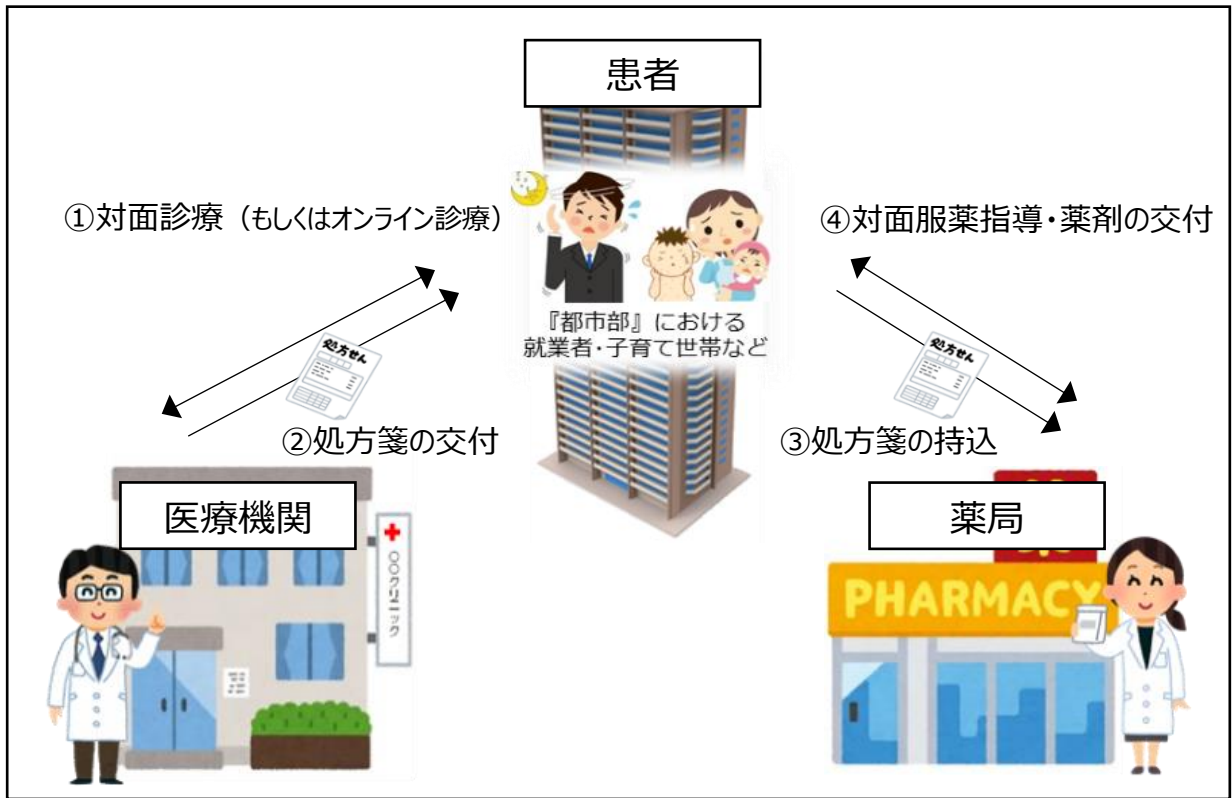 患者
①対面診療（もしくはオンライン診療）
④対面服薬指導・薬剤の交付
『都市部』における
就業者・子育て世帯など
処方せん
処方せん
②処方箋の交付
③処方箋の持込
医療機関
薬局
〇〇クリニック
PHARMACY